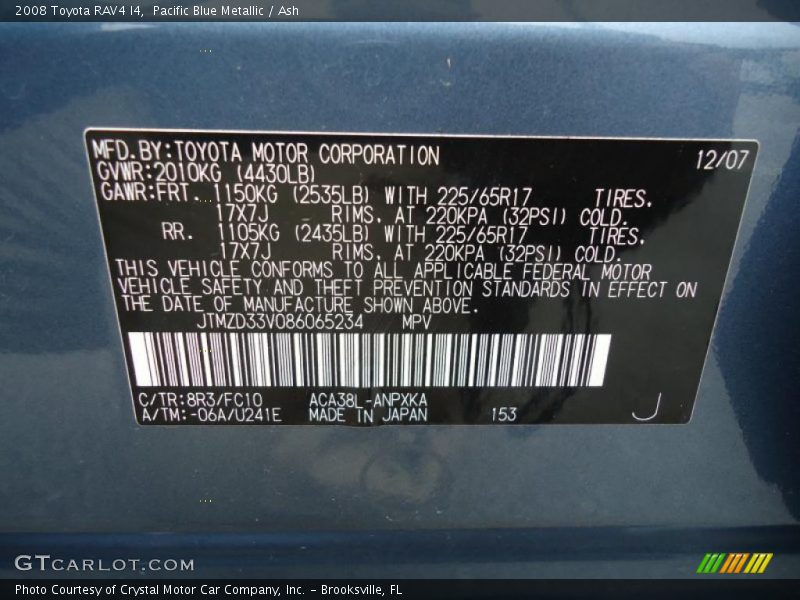 2008 Toyota RAV4 I4, Pacific Blue Metallic / Ash
MFD.BY:TOYOTA MOTOR CORPORATION 12/07
GVWR:2010KG (4430LB)
GAWR:FRT. 1150KG (2535LB) WITH 225/65R17 TIRES.
17X7J RIMS. AT 220KPA (32PSI) COLD.
RR. 1105KG (2435LB) WITH 225/65R17 TIRES.
17X7J RIMS. AT 220KPA (32PSI) COLD.
THIS VEHICLE CONFORMS TO ALL APPLICABLE FEDERAL MOTOR
VEHICLE SAFETY AND THEFT PREVENTION STANDARDS IN EFFECT ON
THE DATE OF MANUFACTURE SHOWN ABOVE.
JTMZD33V086065234 MPV
C/TR:8R3/FC10 ACA38L-ANPXKA
A/TM:-06A/U241E MADE IN JAPAN 153 J
GTCARLOT.COM
Photo Courtesy of Crystal Motor Car Company, Inc. - Brooksville, FL